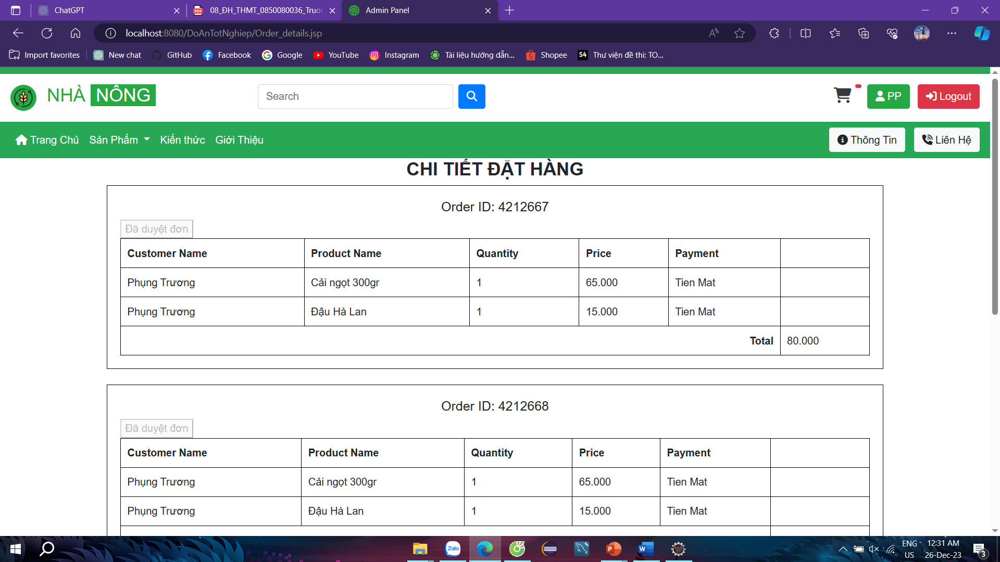 ChatGPT
08_ĐH_THMT_0850080036_Truon
Admin Panel
localhost:8080/DoAnTotNghiep/Order_details.jsp
Import favorites
New chat
GitHub
Facebook
Google
YouTube
Instagram
Tài liệu hướng dẫn...
Shopee
S4
Thư viện đề thi: TO...
NHÀ NÔNG
Search
PP
Logout
Trang Chủ
Sản Phẩm
Kiến thức
Giới Thiệu
Thông Tin
Liên Hệ
CHI TIẾT ĐẶT HÀNG
Order ID: 4212667
Đã duyệt đơn
Customer Name Product Name Quantity Price Payment
Phụng Trương Cải ngọt 300gr 1 65.000 Tien Mat
Phụng Trương Đậu Hà Lan 1 15.000 Tien Mat
Total 80.000
Order ID: 4212668
Đã duyệt đơn
Customer Name Product Name Quantity Price Payment
Phụng Trương Cải ngọt 300gr 1 65.000 Tien Mat
Phụng Trương Đậu Hà Lan 1 15.000 Tien Mat
Zalo
ENG
US
12:31 AM
26-Dec-23
3